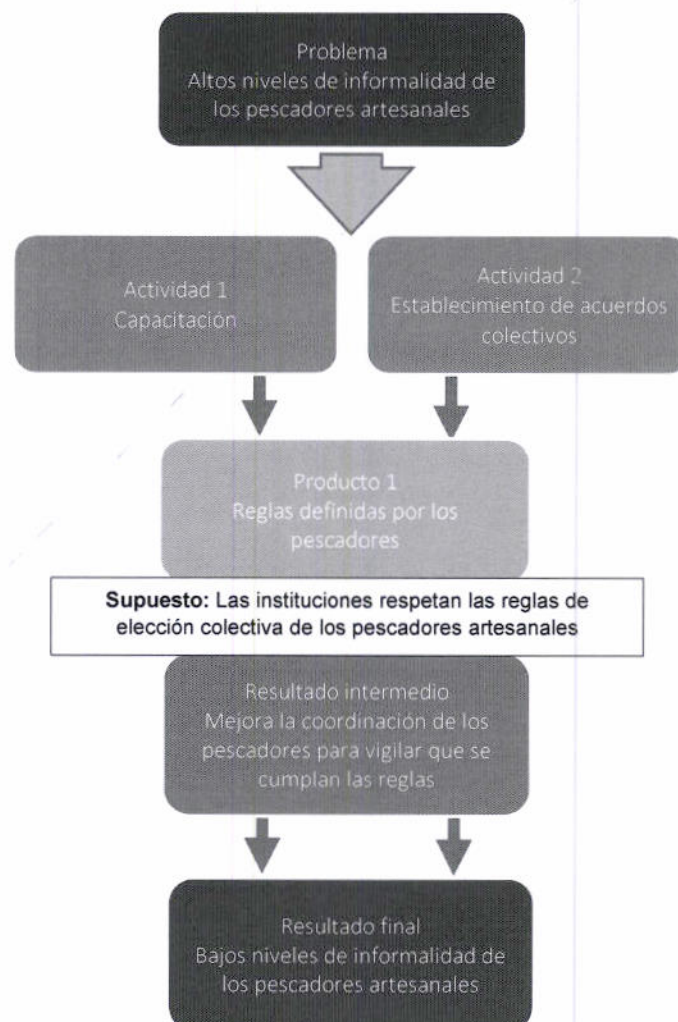 Problema
Altos niveles de informalidad de
los pescadores artesanales
Actividad 1
Capacitación
Actividad 2
Establecimiento de acuerdos
colectivos
Producto 1
Reglas definidas por los
pescadores
Supuesto: Las instituciones respetan las reglas de
elección colectiva de los pescadores artesanales
Resultado intermedio
Mejora la coordinación de los
pescadores para vigilar que se
cumplan las reglas
Resultado final
Bajos niveles de informalidad de
los pescadores artesanales